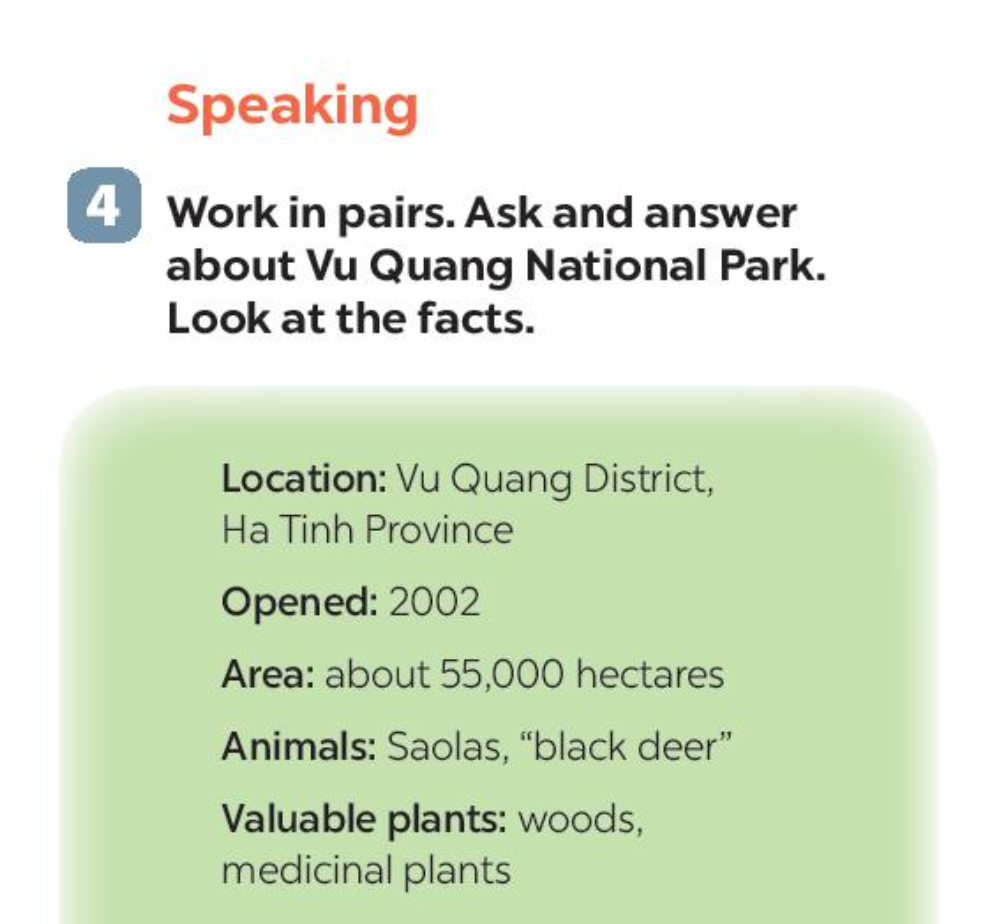 Speaking
4
Work in pairs. Ask and answer
about Vu Quang National Park.
Look at the facts.
Location: Vu Quang District,
Ha Tinh Province
Opened: 2002
Area: about 55,000 hectares
Animals: Saolas, “black deer”
Valuable plants: woods,
medicinal plants